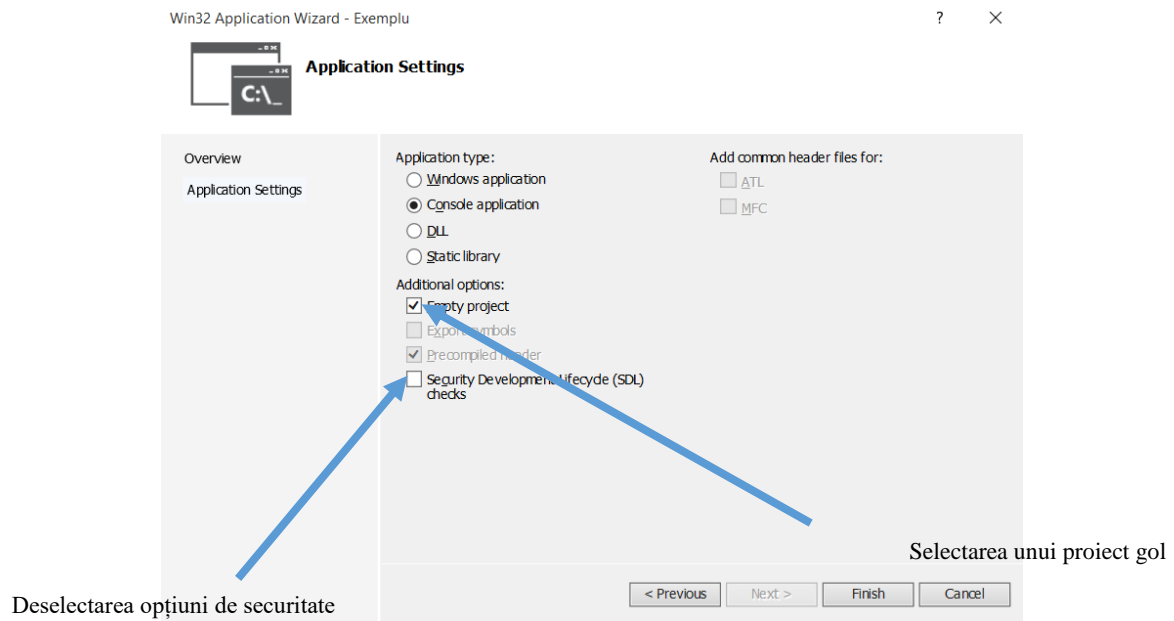 Win32 Application Wizard - Exemplu
?
C:\_
Application Settings
Overview
Application Settings
Application type:
Windows application
Console application
DLL
Static library
Additional options:
Empty project
Export symbols
Precompiled header
Security Development Lifecycle (SDL)
checks
Add common header files for:
ATL
MFC
Selectarea unui proiect gol
< Previous
Next >
Finish
Cancel
Deselectarea opțiuni de securitate